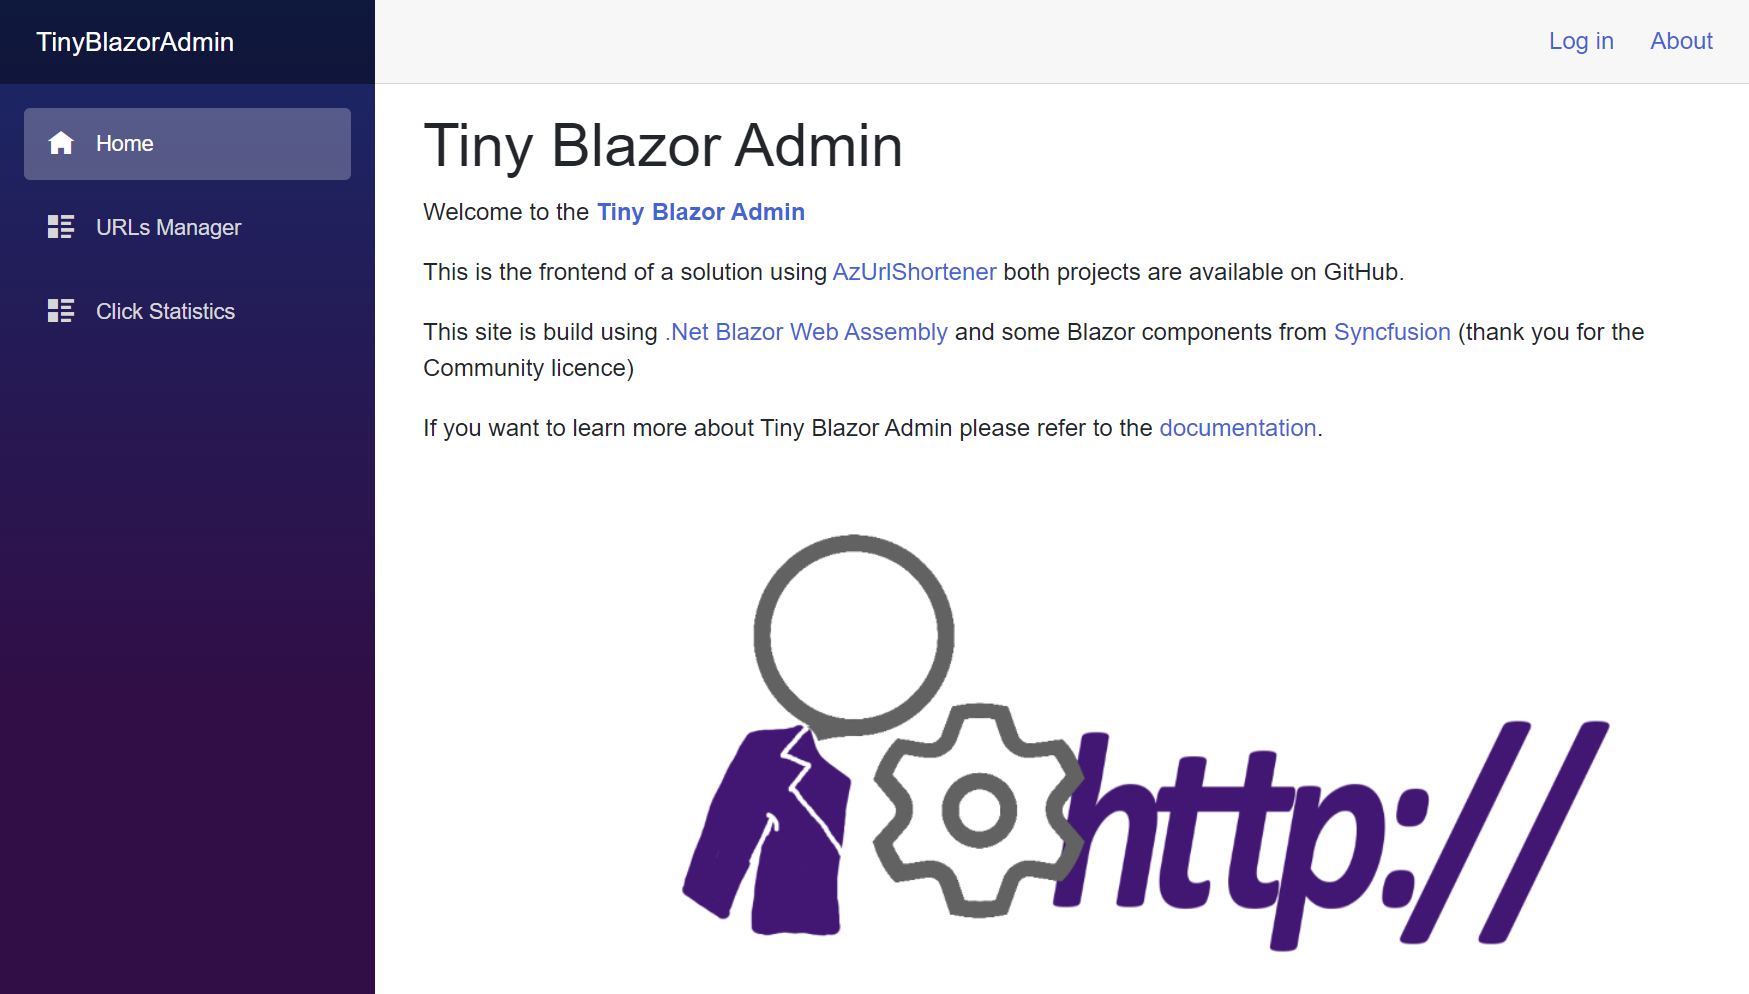 TinyBlazorAdmin
Log in
About
Home
URLs Manager
Click Statistics
Tiny Blazor Admin
Welcome to the Tiny Blazor Admin
This is the frontend of a solution using AzUrlShortener both projects are available on GitHub.
This site is build using .Net Blazor Web Assembly and some Blazor components from Syncfusion (thank you for the
Community licence)
If you want to learn more about Tiny Blazor Admin please refer to the documentation.
http://